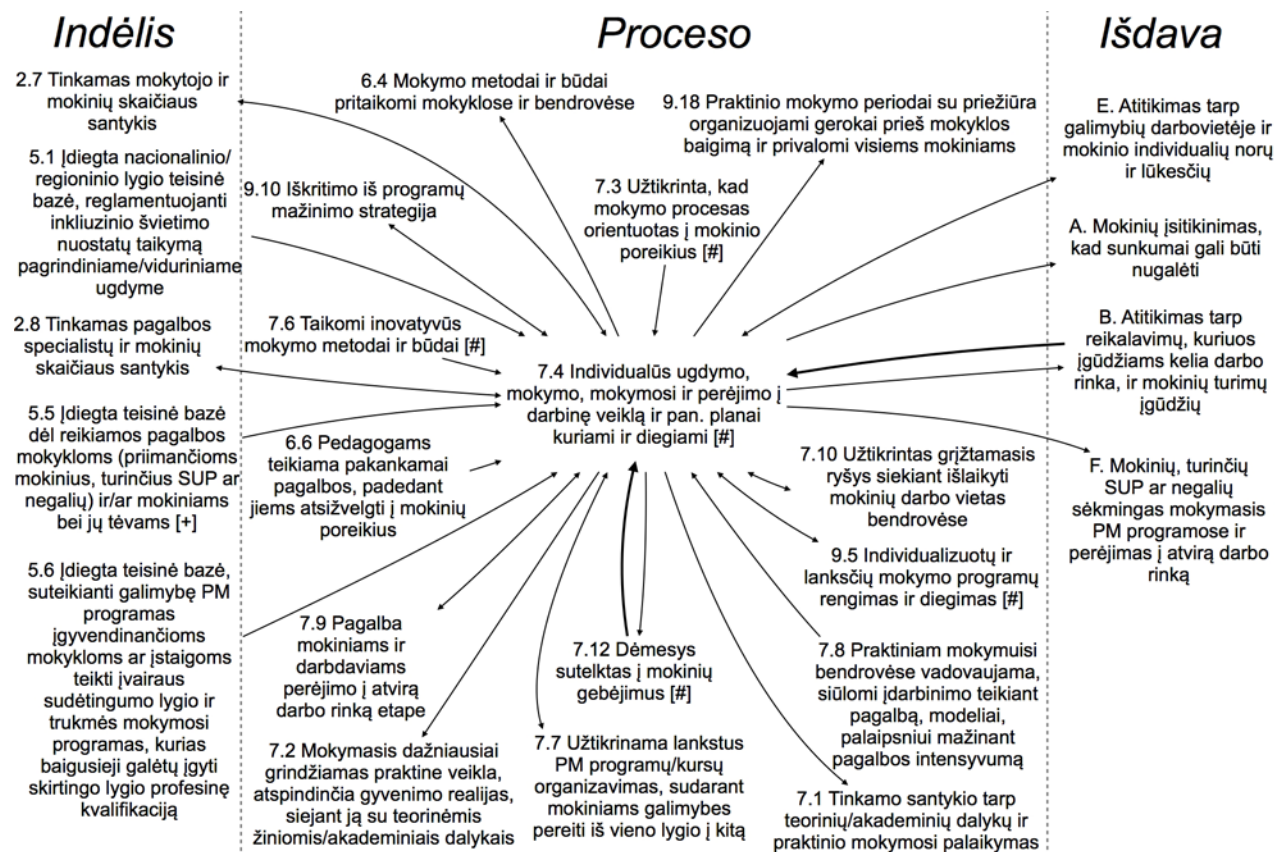 Indėlis
Proceso
Išdava
2.7 Tinkamas mokytojo ir
mokinių skaičiaus
santykis
5.1 Įdiegta nacionalinio/
regioninio lygio teisinė
bazė, reglamentuojanti
inkliuzinio švietimo
nuostatų taikymą
pagrindiniame/viduriniame
ugdyme
2.8 Tinkamas pagalbos
specialistų ir mokinių
skaičiaus santykis
5.5 Įdiegta teisinė bazė
dėl reikiamos pagalbos
mokykloms (priimančioms
mokinius, turinčius SUP ar
negalių) ir/ar mokiniams
bei jų tėvams [+]
5.6 Įdiegta teisinė bazė,
suteikianti galimybę PM
programas
įgyvendinančioms
mokykloms ar įstaigoms
teikti įvairaus
sudėtingumo lygio ir
trukmės mokymosi
programas, kurias
baigusieji galėtų įgyti
skirtingo lygio profesinę
kvalifikaciją
6.4 Mokymo metodai ir būdai
pritaikomi mokyklose ir bendrovėse
9.18 Praktinio mokymo periodai su priežiūra
organizuojami gerokai prieš mokyklos
baigimą ir privalomi visiems mokiniams
9.10 Iškritimo iš programų
mažinimo strategija
7.3 Užtikrinta, kad
mokymo procesas
orientuotas į mokinio
poreikius [#]
7.6 Taikomi inovatyvūs
mokymo metodai ir būdai [#]
7.4 Individualūs ugdymo,
mokymo, mokymosi ir perėjimo į
darbinę veiklą ir pan. planai
kuriami ir diegiami [#]
6.6 Pedagogams
teikiama pakankamai
pagalbos, padedant
jiems atsižvelgti į mokinių
poreikius
7.10 Užtikrintas grįžtamasis
ryšys siekiant išlaikyti
mokinių darbo vietas
bendrovėse
9.5 Individualizuotų ir
lanksčių mokymo programų
rengimas ir diegimas [#]
7.9 Pagalba
mokiniams ir
darbdaviams
perėjimo į atvirą
darbo rinką etape
7.12 Dėmesys
sutelktas į mokinių
gebėjimus [#]
7.8 Praktiniam mokymuisi
bendrovėse vadovaujama,
siūlomi įdarbinimo teikiant
pagalbą, modeliai,
palaipsniui mažinant
pagalbos intensyvumą
7.2 Mokymasis dažniausiai
grindžiamas praktine veikla,
atspindinčia gyvenimo realijas,
siejant ją su teorinėmis
žiniomis/akademiniais dalykais
7.7 Užtikrinama lankstus
PM programų/kursų
organizavimas, sudarant
mokiniams galimybes
pereiti iš vieno lygio į kitą
7.1 Tinkamo santykio tarp
teorinių/akademinių dalykų ir
praktinio mokymosi palaikymas
E. Atitikimas tarp
galimybių darbovietėje ir
mokinio individualių norų
ir lūkesčių
A. Mokinių įsitikinimas,
kad sunkumai gali būti
nugalėti
B. Atitikimas tarp
reikalavimų, kuriuos
įgūdžiams kelia darbo
rinka, ir mokinių turimų
įgūdžių
F. Mokinių, turinčių
SUP ar negalių
sėkmingas mokymasis
PM programose ir
perėjimas į atvirą darbo
rinką